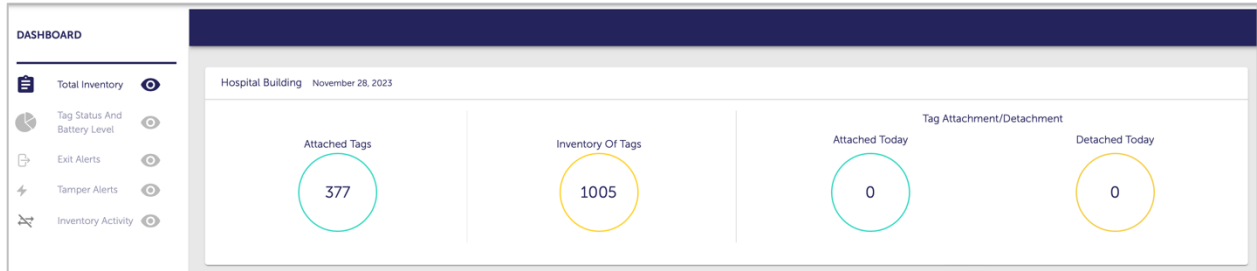 DASHBOARD
Total Inventory
Tag Status And
Battery Level
Exit Alerts
Tamper Alerts
Inventory Activity
Hospital Building November 28, 2023
Attached Tags
377
Inventory Of Tags
1005
Tag Attachment/Detachment
Attached Today
0
Detached Today
0